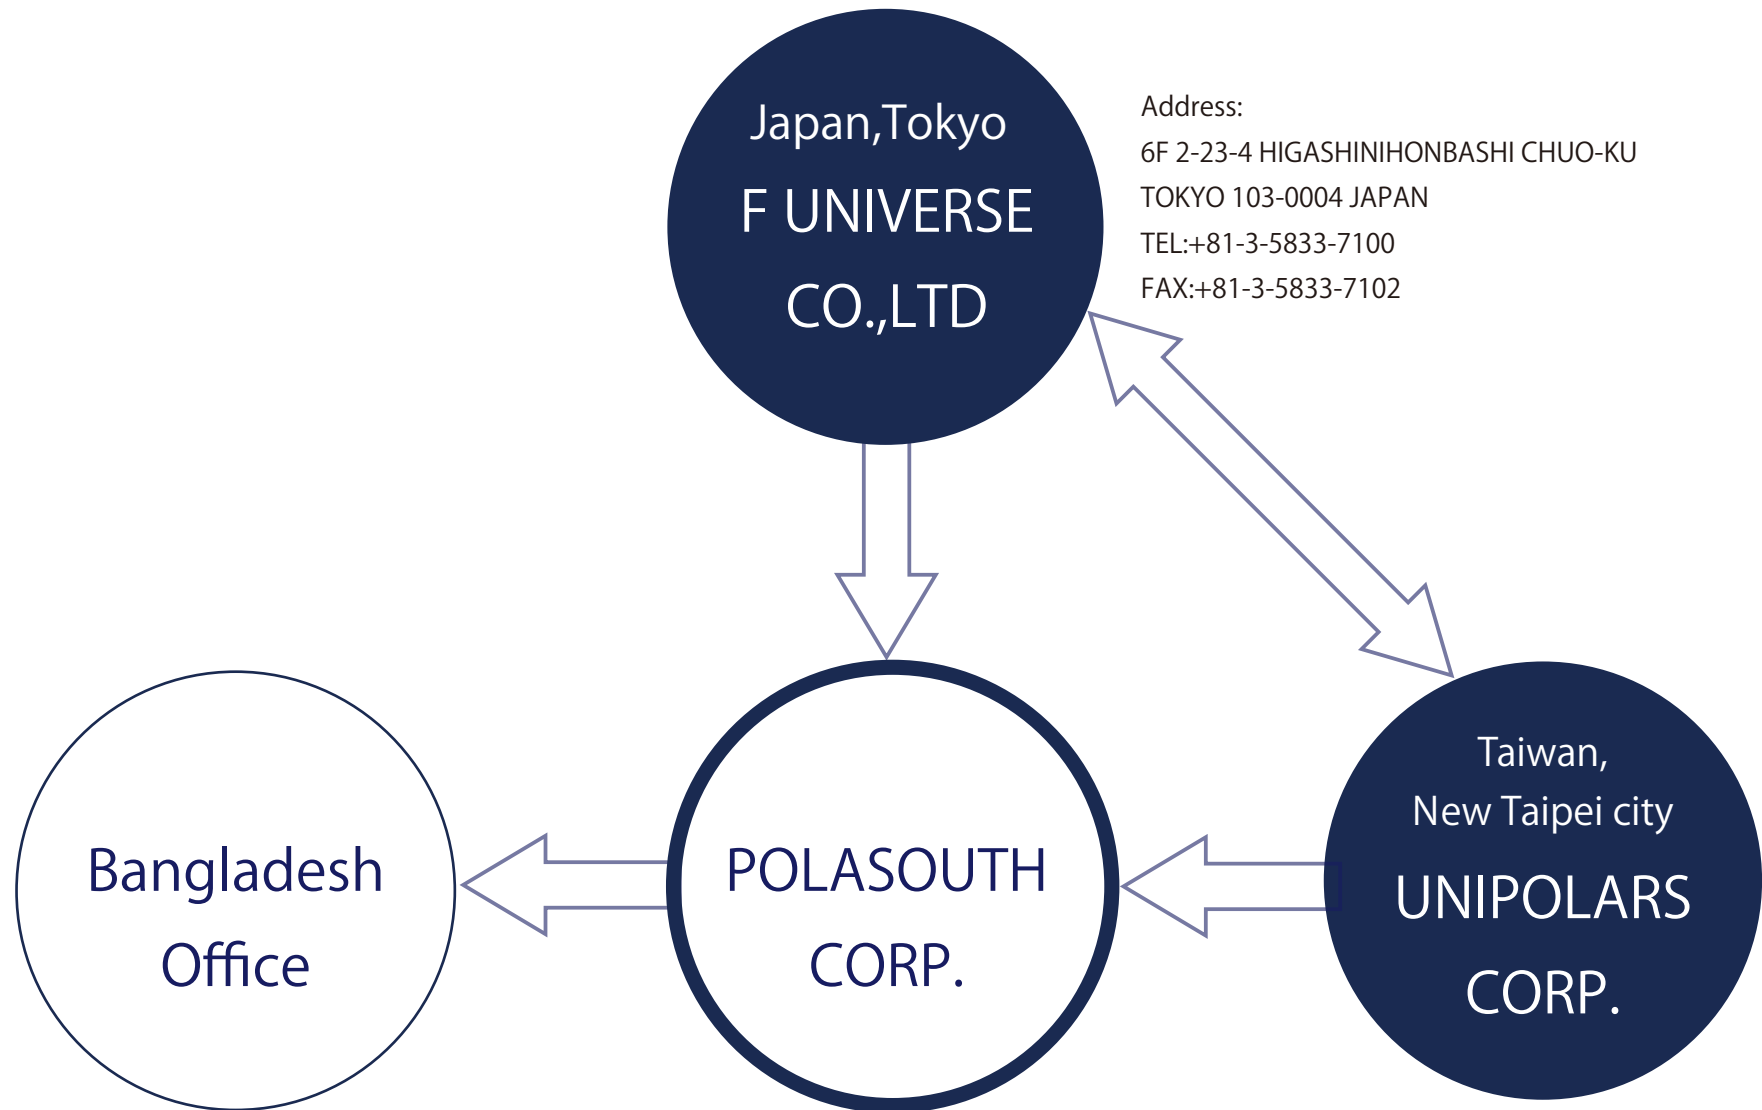 Japan,Tokyo
F UNIVERSE
CO.,LTD
Address:
6F 2-23-4 HIGASHINIHONBASHI CHUO-KU
TOKYO 103-0004 JAPAN
TEL:+81-3-5833-7100
FAX:+81-3-5833-7102
Bangladesh
Office
POLASOUTH
CORP.
Taiwan,
New Taipei city
UNIPOLARS
CORP.